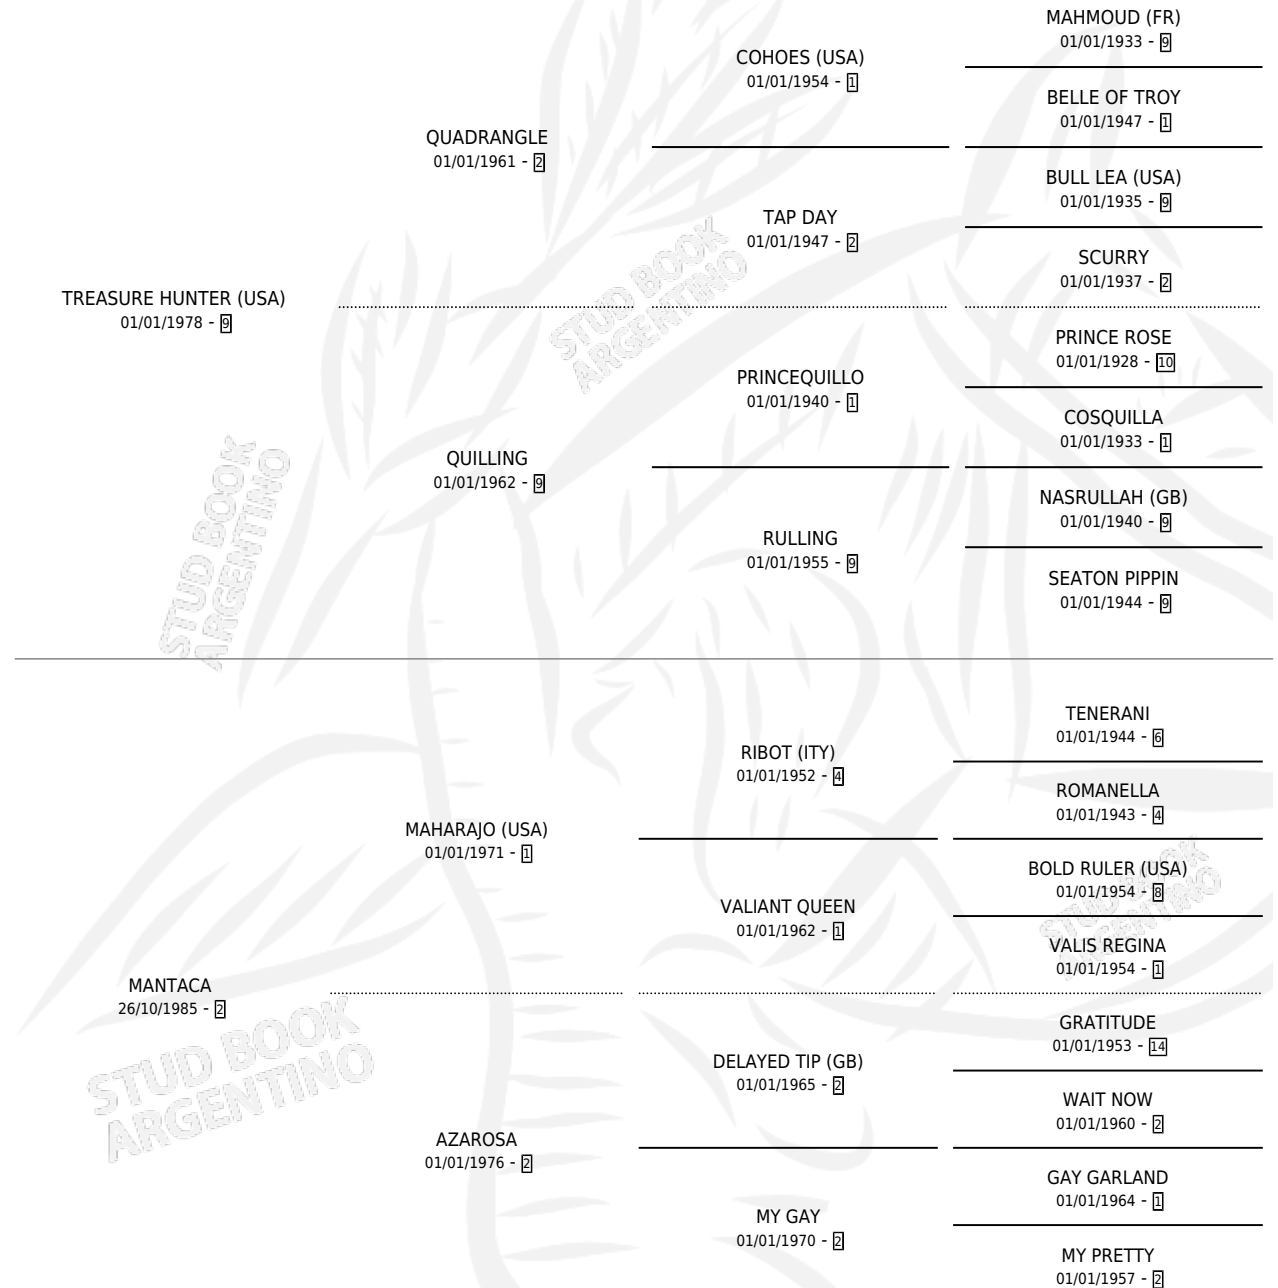 MAHMOUD (FR)
01/01/1933 - 9
COHOES (USA)
01/01/1954 - 1
BELLE OF TROY
01/01/1947 - 1
QUADRANGLE
01/01/1961 - 2
BULL LEA (USA)
01/01/1935 - 9
TAP DAY
01/01/1947 - 2
SCURRY
01/01/1937 - 2
TREASURE HUNTER (USA)
01/01/1978 - 9
PRINCE ROSE
01/01/1928 - 10
PRINCEQUILLO
01/01/1940 - 1
COSQUILLA
01/01/1933 - 1
QUILLING
01/01/1962 - 9
NASRULLAH (GB)
01/01/1940 - 9
RULLING
01/01/1955 - 9
SEATON PIPPIN
01/01/1944 - 9
TENERANI
01/01/1944 - 6
RIBOT (ITY)
01/01/1952 - 4
ROMANELLA
01/01/1943 - 4
MAHARAJO (USA)
01/01/1971 - 1
BOLD RULER (USA)
01/01/1954 - 8
VALIANT QUEEN
01/01/1962 - 1
VALIS REGINA
01/01/1954 - 1
MANTACA
26/10/1985 - 2
GRATITUDE
01/01/1953 - 14
DELAYED TIP (GB)
01/01/1965 - 2
WAIT NOW
01/01/1960 - 2
AZAROSA
01/01/1976 - 2
GAY GARLAND
01/01/1964 - 1
MY GAY
01/01/1970 - 2
MY PRETTY
01/01/1957 - 2
STUD BOOK
ARGENTINO
STUD BOOK
ARGENTINO
STUD BOOK
ARGENTINO
STUD BOOK
ARGENTINO